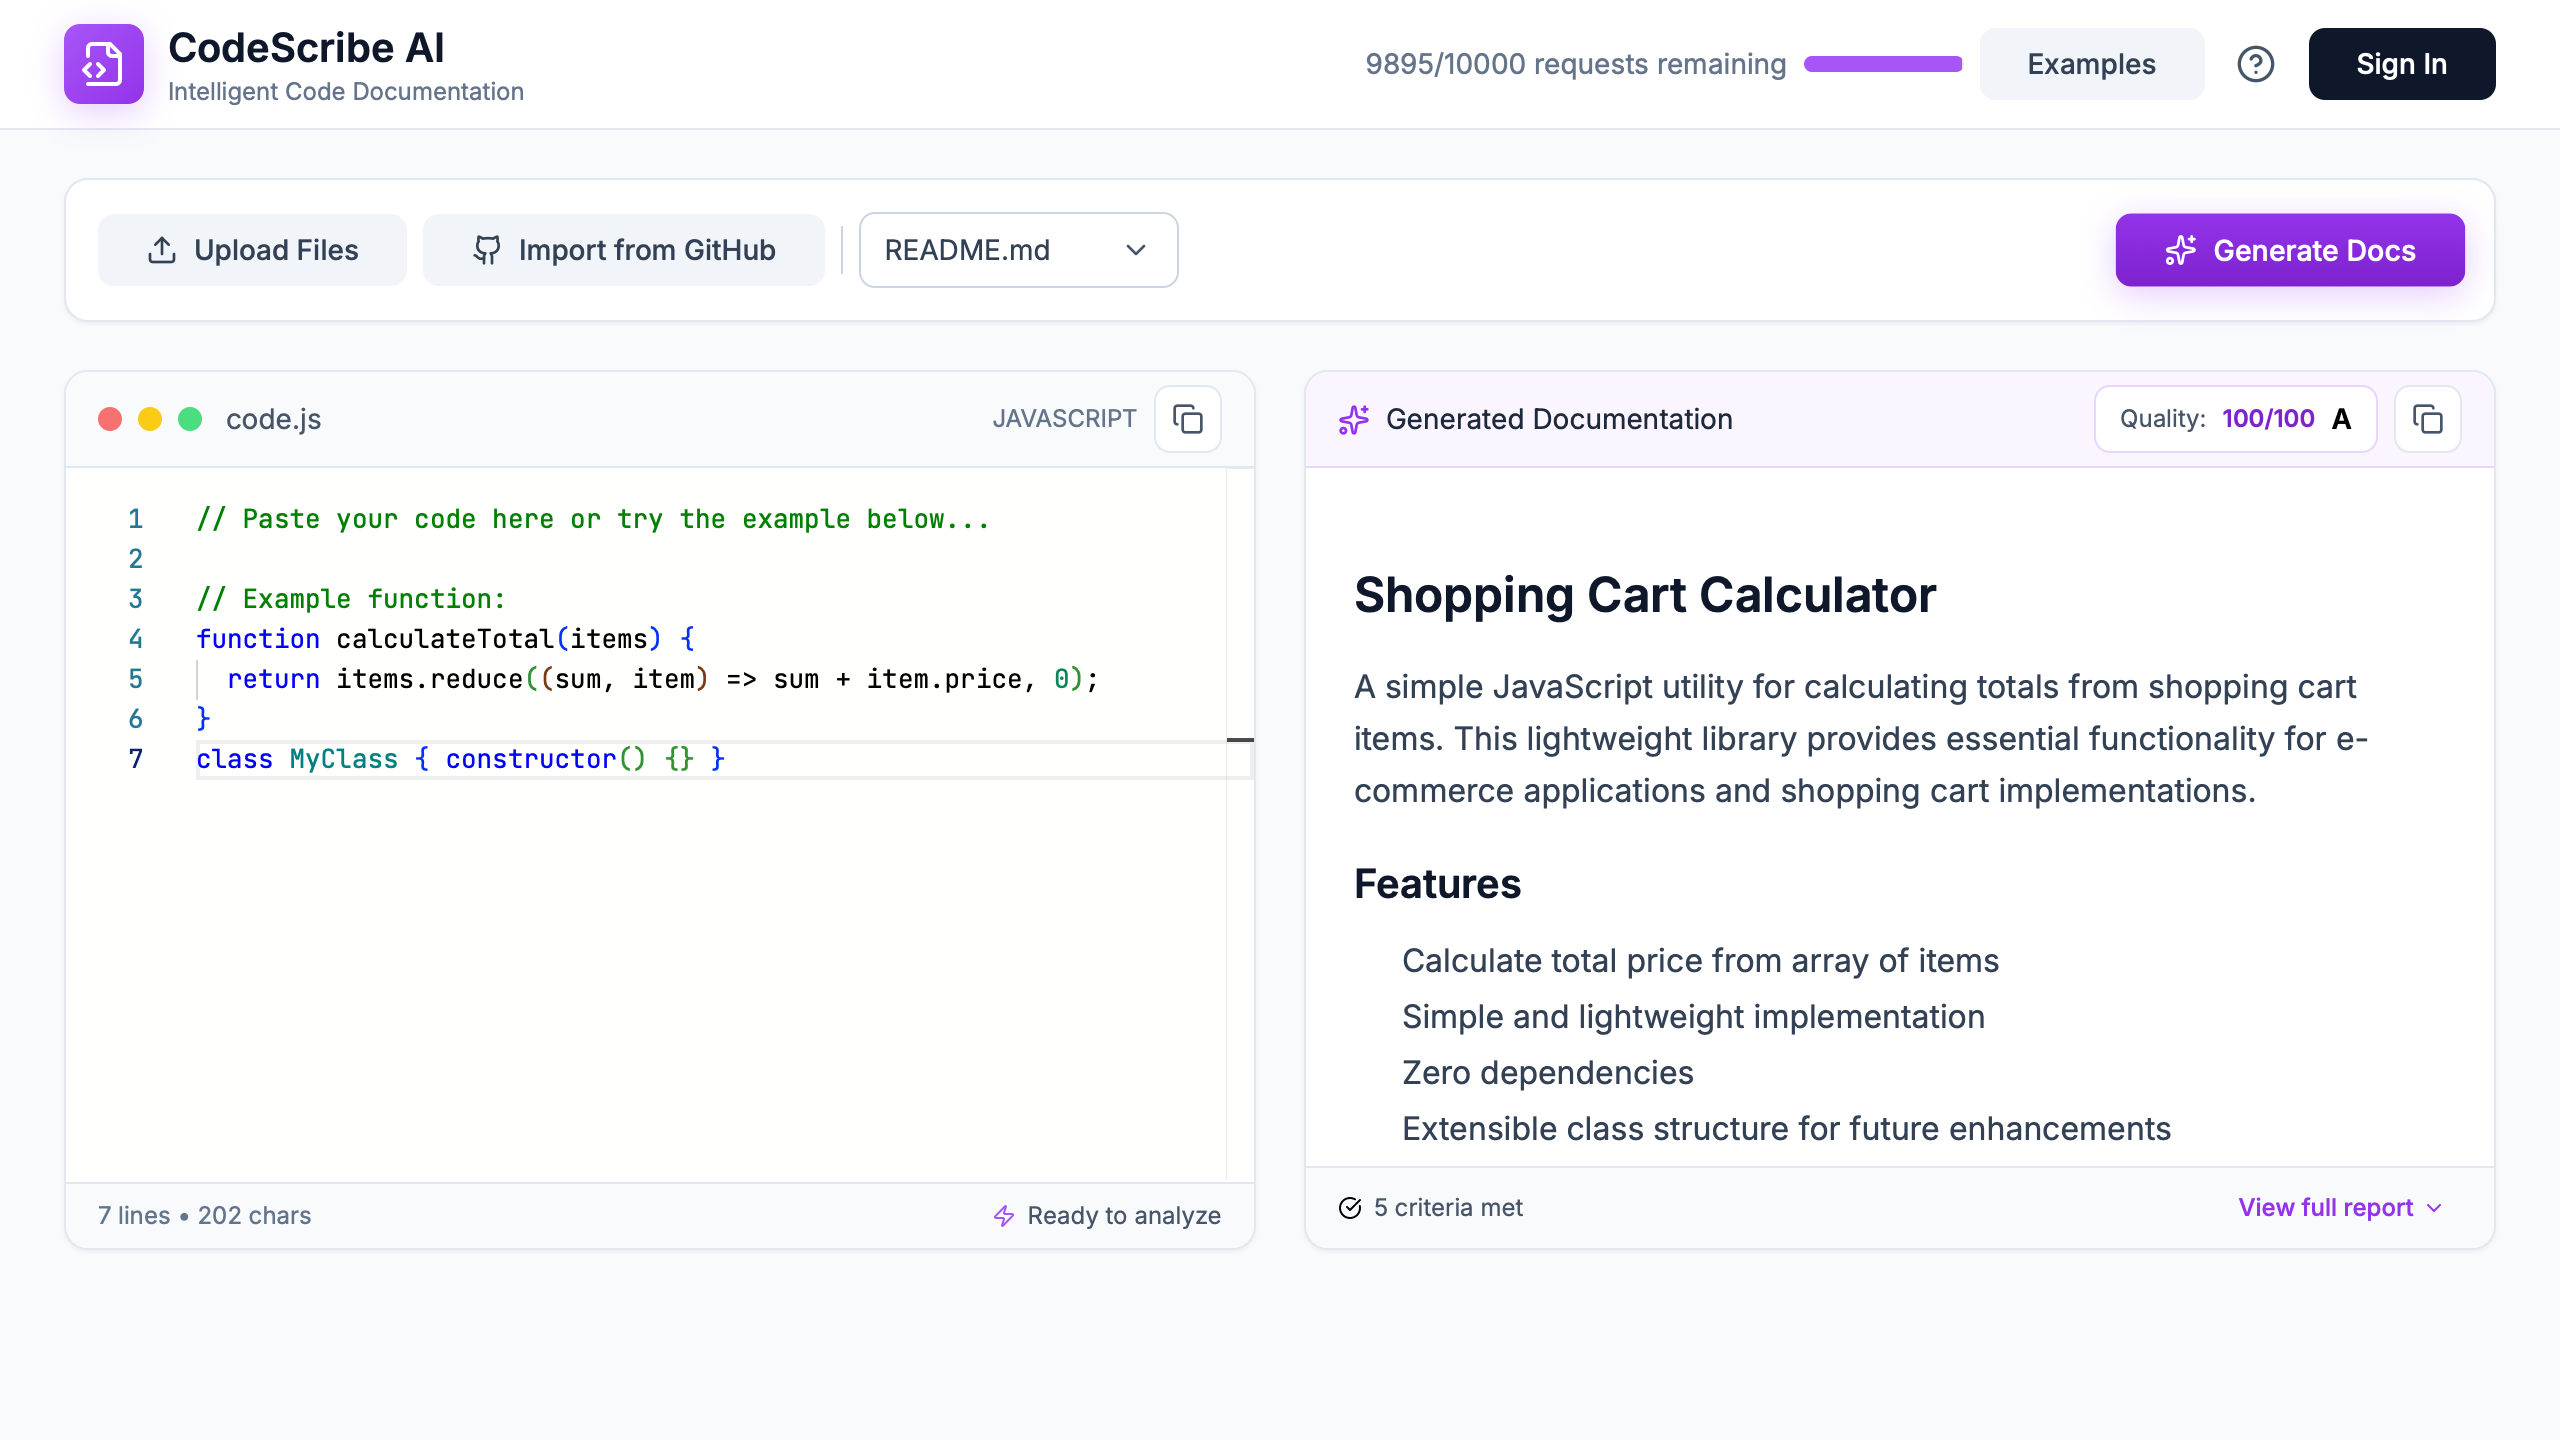 CodeScribe AI
Intelligent Code Documentation
9895/10000 requests remaining
Examples
Sign In
Upload Files
Import from GitHub
README.md
Generate Docs
code.js
JAVASCRIPT
1 // Paste your code here or try the example below...
2
3 // Example function:
4 function calculateTotal(items) {
5   return items.reduce((sum, item) => sum + item.price, 0);
6 }
7 class MyClass { constructor() {} }
7 lines • 202 chars
Ready to analyze
Generated Documentation
Quality: 100/100 A
Shopping Cart Calculator
A simple JavaScript utility for calculating totals from shopping cart
items. This lightweight library provides essential functionality for e-
commerce applications and shopping cart implementations.
Features
Calculate total price from array of items
Simple and lightweight implementation
Zero dependencies
Extensible class structure for future enhancements
5 criteria met
View full report